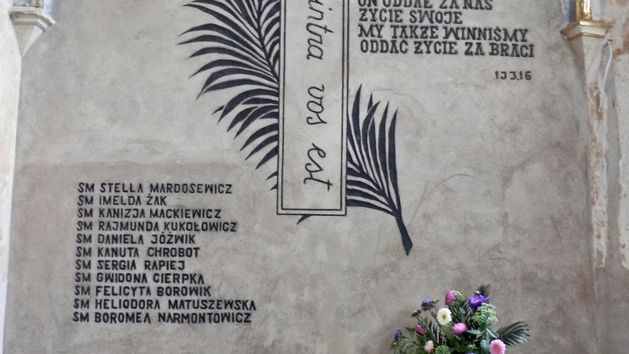 ON ODDAŁ ZA NAS
ŻYCIE SWOJE
MY TAKŻE WINNIŚMY
ODDAĆ ŻYCIE ZA BRACI
1J 3,16
intra vos est
SM STELLA MARDOSEWICZ
SM IMELDA ŻAK
SM KANIZJA MACKIEWICZ
SM RAJMUNDA KUKOŁOWICZ
SM DANIELA JÓŹWIK
SM KANUTA CHROBOT
SM SERGIA RAPIEJ
SM GWIDONA CIERPKA
SM FELICYTA BOROWIK
SM HELIODORA MATUSZEWSKA
SM BOROMEA NARMONTOWICZ